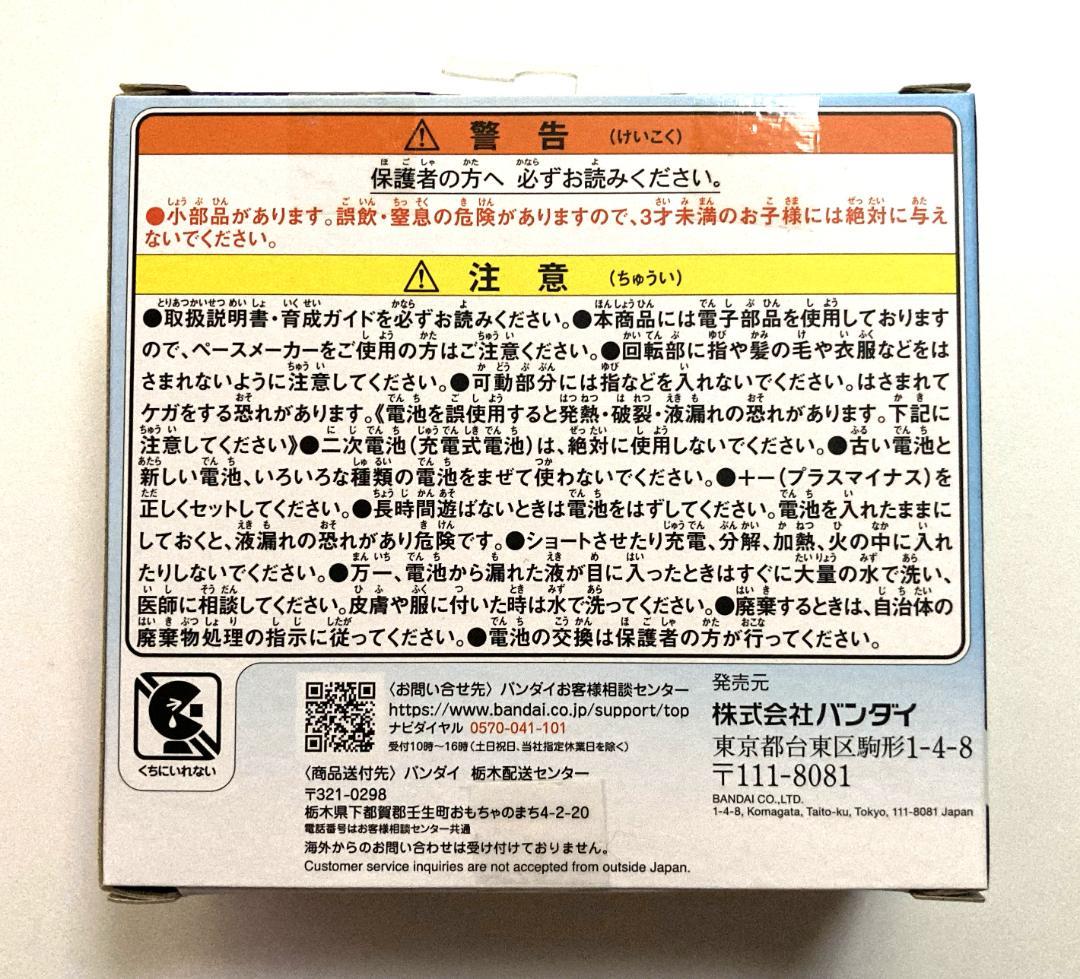 警 告 (けいこく)
保護者の方へ 必ずお読みください。
●小部品があります。誤飲・窒息の危険がありますので、3才未満のお子様には絶対に与え
ないでください。
注 意 (ちゅうい)
●取扱説明書・育成ガイドを必ずお読みください。●本商品には電子部品を使用しております
ので、ペースメーカーをご使用の方はご注意ください。●回転部に指や髪の毛や衣服などをは
さまれないように注意してください。●可動部分には指などを入れないでください。はさまれて
ケガをする恐れがあります。《電池を誤使用すると発熱・破裂・液漏れの恐れがあります。下記に
注意してください》●二次電池(充電式電池)は、絶対に使用しないでください。●古い電池と
新しい電池、いろいろな種類の電池をまぜて使わないでください。●+−(プラスマイナス)を
正しくセットしてください。●長時間遊ばないときは電池をはずしてください。電池を入れたままに
しておくと、液漏れの恐れがあり危険です。●ショートさせたり充電、分解、加熱、火の中に入れ
たりしないでください。●万一、電池から漏れた液が目に入ったときはすぐに大量の水で洗い、
医師に相談してください。皮膚や服に付いた時は水で洗ってください。●廃棄するときは、自治体の
廃棄物処理の指示に従ってください。●電池の交換は保護者の方が行ってください。
くちにいれない
〈お問い合せ先〉バンダイお客様相談センター
https://www.bandai.co.jp/support/top
ナビダイヤル 0570-041-101
受付10時〜16時(土日祝日、当社指定休業日を除く)
〈商品送付先〉バンダイ 栃木配送センター
〒321-0298
栃木県下都賀郡壬生町おもちゃのまち4-2-20
電話番号はお客様相談センター共通
海外からのお問い合わせは受け付けておりません。
Customer service inquiries are not accepted from outside Japan.
発売元
株式会社バンダイ
東京都台東区駒形1-4-8
〒111-8081
BANDAI CO.,LTD.
1-4-8, Komagata, Taito-ku, Tokyo, 111-8081 Japan